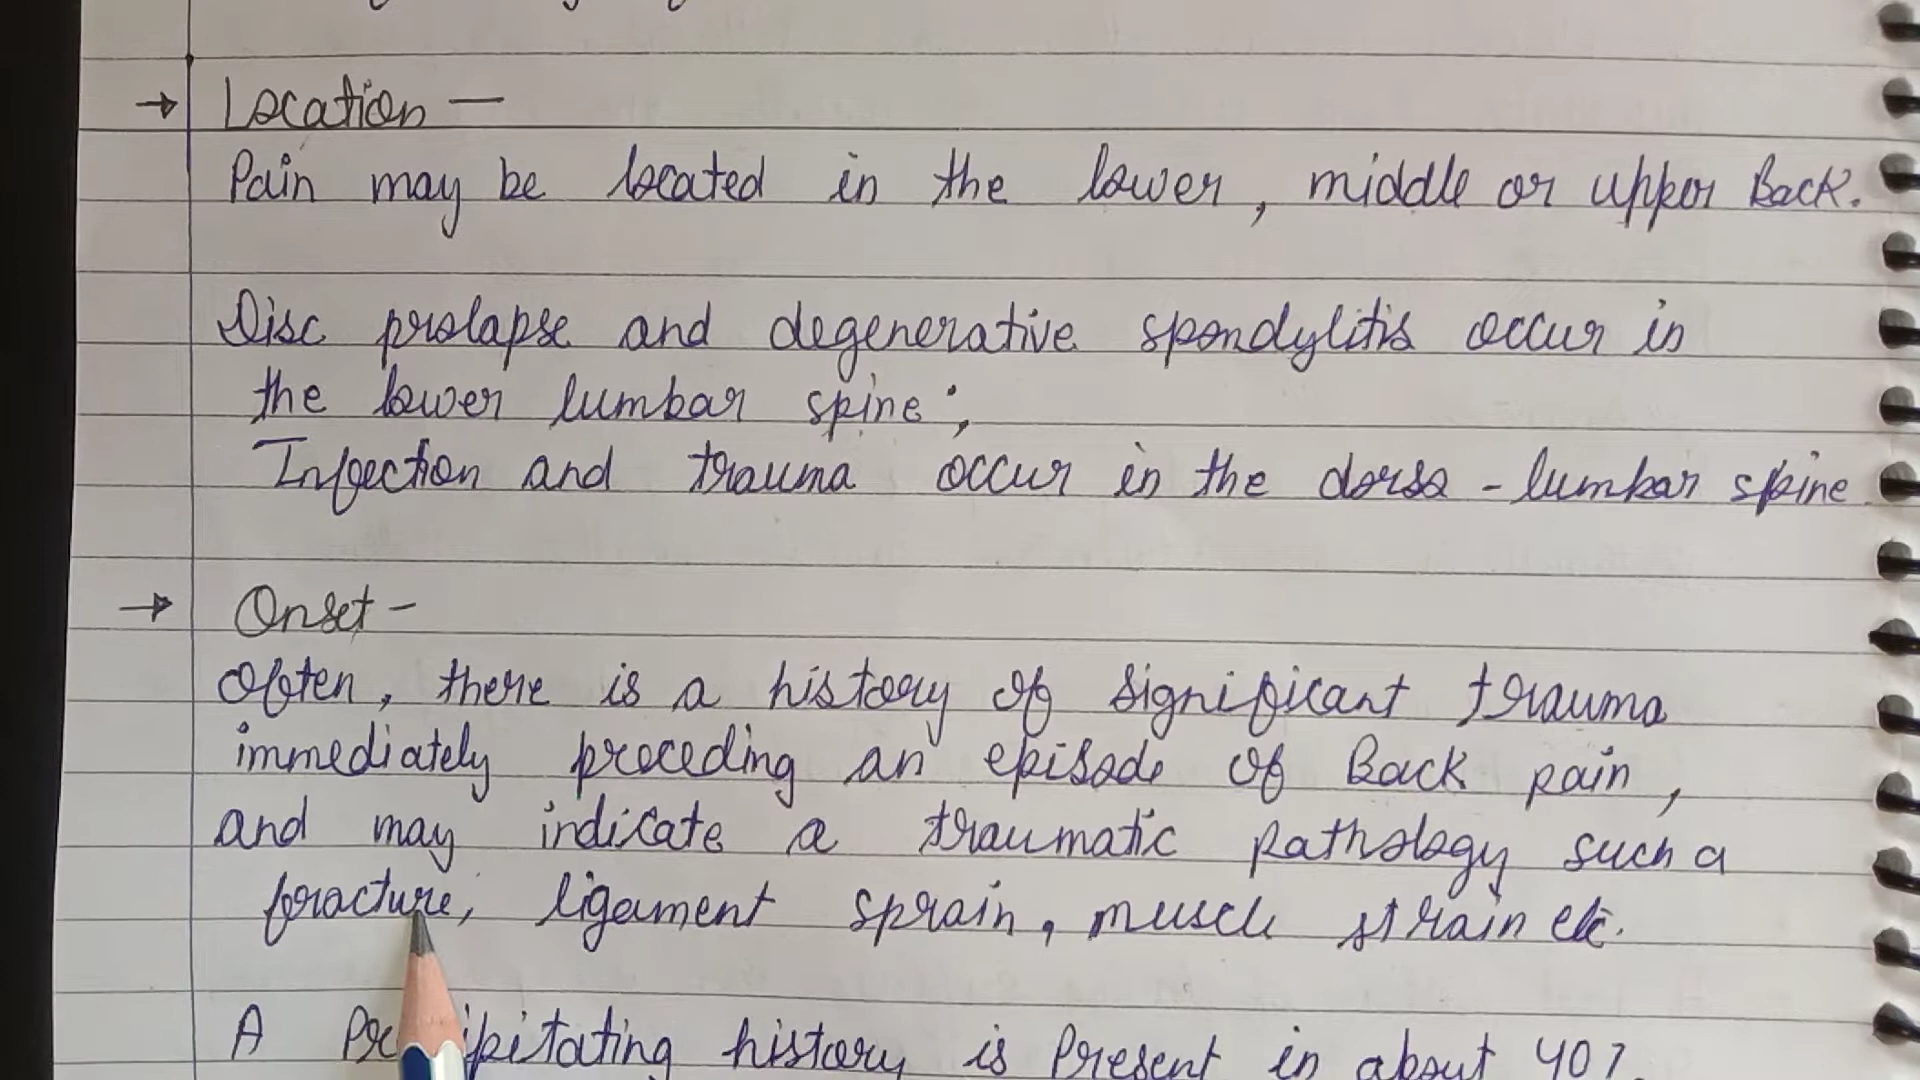 → Location —
Pain may be located in the lower, middle or upper Back.
Disc prolapse and degenerative spondylitis occur in
the lower lumbar spine;
Infection and trauma occur in the dorso - lumbar spine
→ Onset -
Often, there is a history of significant trauma
immediately preceding an episode of Back pain,
and may indicate a traumatic pathology such a
fracture, ligament sprain, muscle strain etc.
A history is Present in about 40%